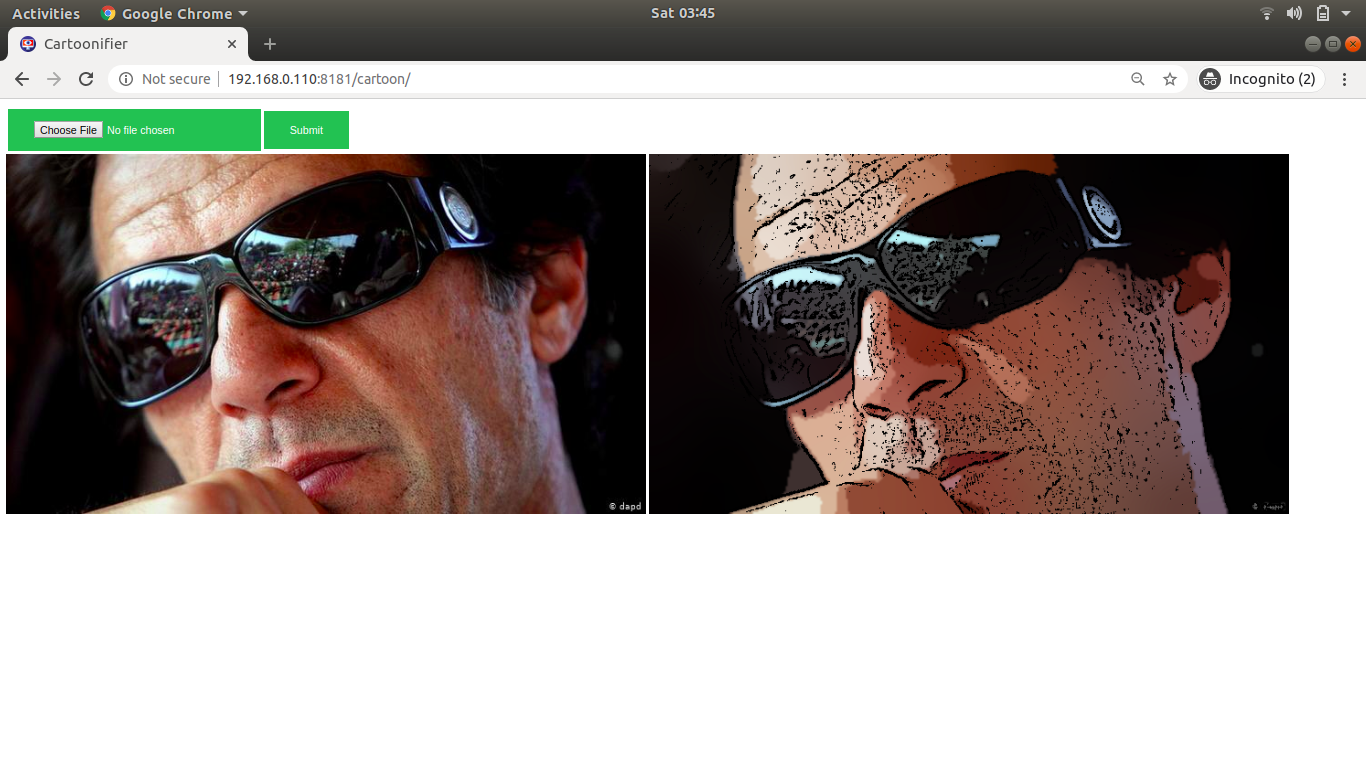 Activities Google Chrome Sat 03:45
Cartoonifier
Not secure 192.168.0.110:8181/cartoon/ Incognito (2)
Choose File No file chosen Submit
© dapd